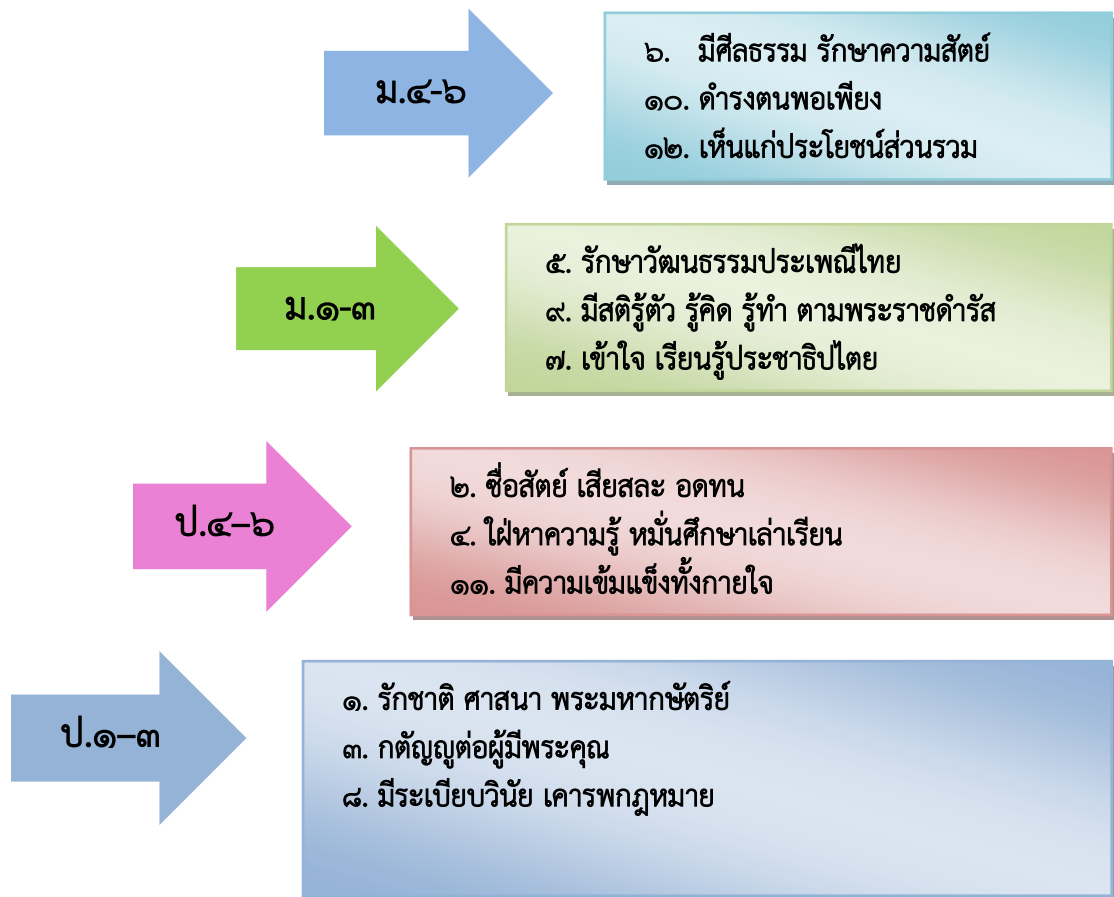 ม.๔-๖
๖. มีศีลธรรม รักษาความสัตย์
๑๐. ดำรงตนพอเพียง
๑๒. เห็นแก่ประโยชน์ส่วนรวม
ม.๑-๓
๕. รักษาวัฒนธรรมประเพณีไทย
๙. มีสติรู้ตัว รู้คิด รู้ทำ ตามพระราชดำรัส
๗. เข้าใจ เรียนรู้ประชาธิปไตย
ป.๔–๖
๒. ซื่อสัตย์ เสียสละ อดทน
๔. ใฝ่หาความรู้ หมั่นศึกษาเล่าเรียน
๑๑. มีความเข้มแข็งทั้งกายใจ
ป.๑–๓
๑. รักชาติ ศาสนา พระมหากษัตริย์
๓. กตัญญูต่อผู้มีพระคุณ
๘. มีระเบียบวินัย เคารพกฎหมาย